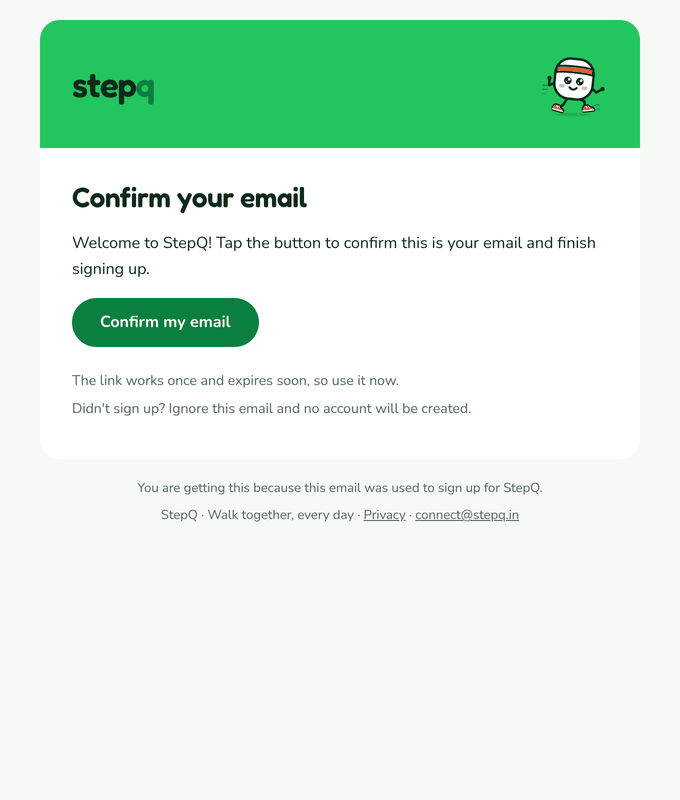 stepq
Confirm your email
Welcome to StepQ! Tap the button to confirm this is your email and finish
signing up.
Confirm my email
The link works once and expires soon, so use it now.
Didn't sign up? Ignore this email and no account will be created.
You are getting this because this email was used to sign up for StepQ.
StepQ · Walk together, every day · Privacy · connect@stepq.in